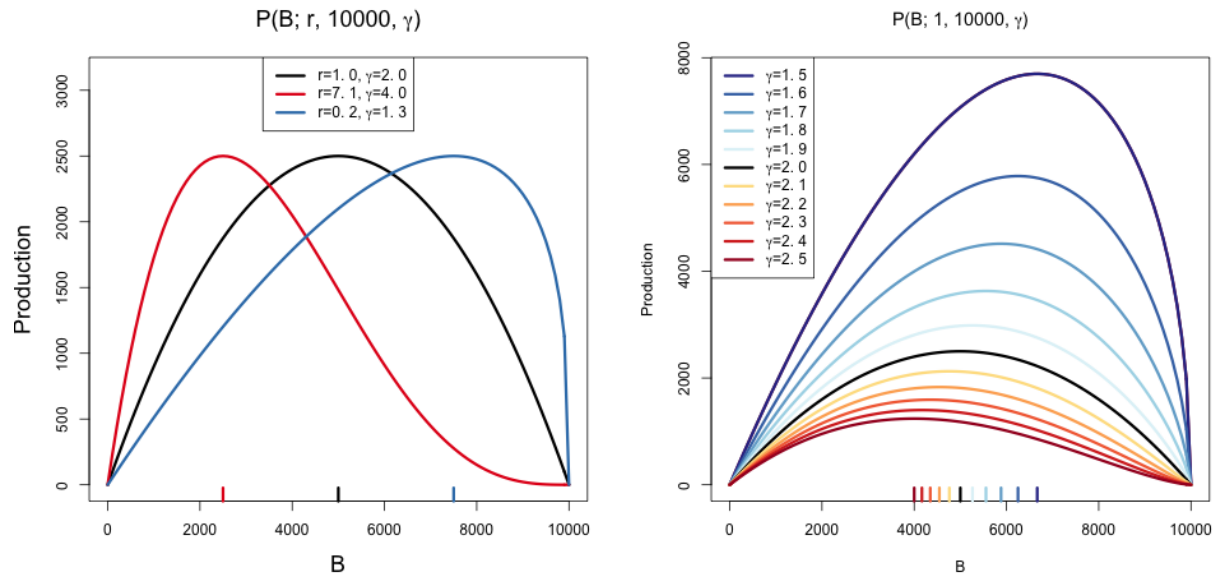 P(B; r, 10000, γ)
r=1. 0, γ=2. 0
r=7. 1, γ=4. 0
r=0. 2, γ=1. 3
Production
3000
2500
2000
1500
1000
500
0
0 2000 4000 6000 8000 10000
B
P(B; 1, 10000, γ)
γ=1. 5
γ=1. 6
γ=1. 7
γ=1. 8
γ=1. 9
γ=2. 0
γ=2. 1
γ=2. 2
γ=2. 3
γ=2. 4
γ=2. 5
Production
8000
6000
4000
2000
0
0 2000 4000 6000 8000 10000
B